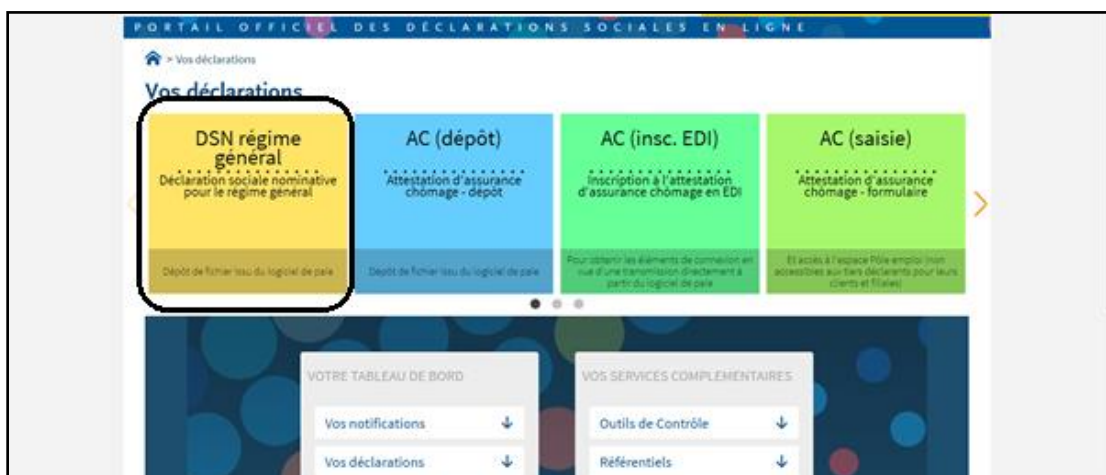 PORTAIL OFFICIEL DES DÉCLARATIONS SOCIALES EN LIGNE
> Vos déclarations
Vos déclarations
DSN régime
général
Déclaration sociale nominative
pour le régime général
Dépôt de fichier issu du logiciel de paie
AC (dépôt)
Attestation d'assurance
chômage - dépôt
Dépôt de fichier issu du logiciel de paie
AC (insc. EDI)
Inscription à l'attestation
d'assurance chômage en EDI
Pour obtenir les éléments de connexion en
vue d'une transmission directement à
partir du logiciel de paie
AC (saisie)
Attestation d'assurance
chômage - formulaire
Et accès à l'espace Pôle emploi (non
accessibles aux tiers déclarants pour leurs
clients et filiales)
VOTRE TABLEAU DE BORD
Vos notifications
Vos déclarations
VOS SERVICES COMPLEMENTAIRES
Outils de Contrôle
Référentiels